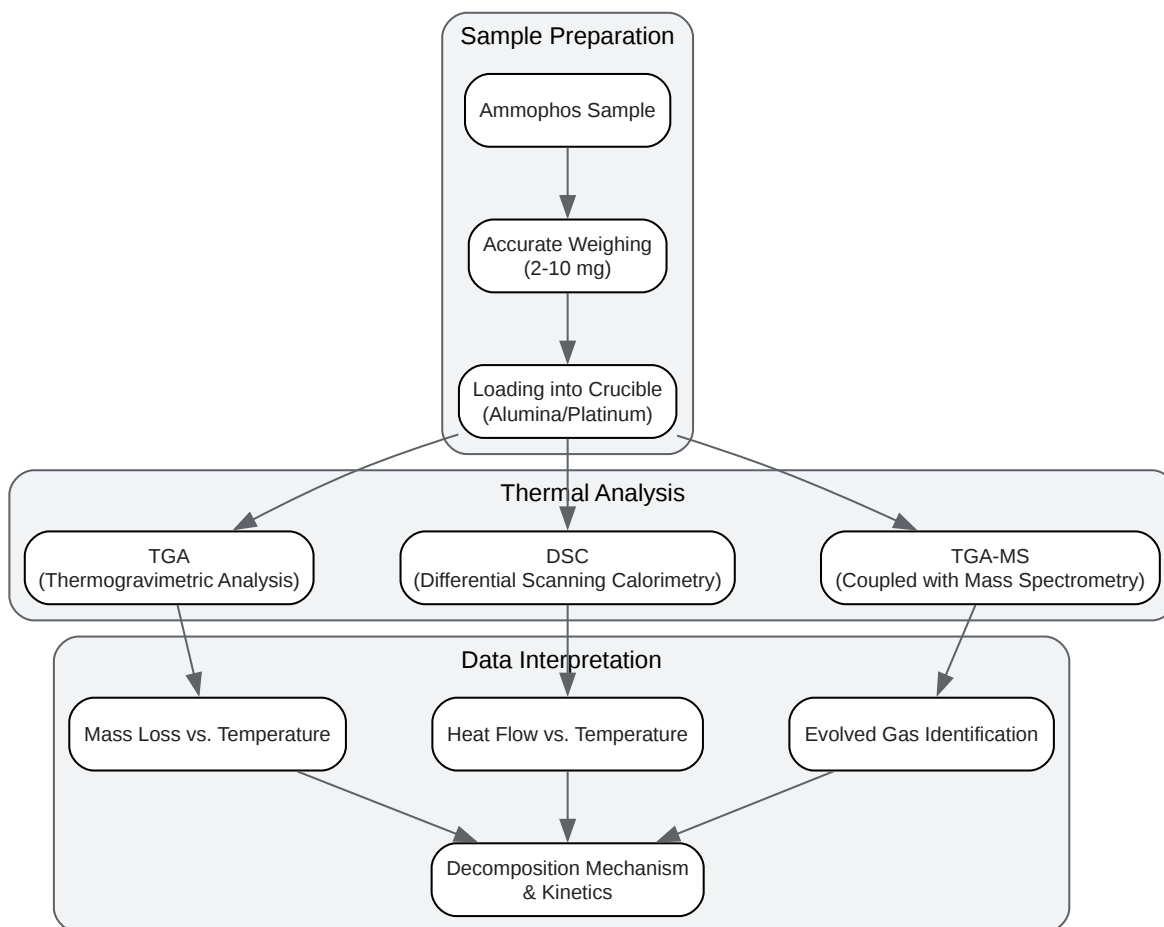 Sample Preparation
Ammophos Sample
Accurate Weighing
(2-10 mg)
Loading into Crucible
(Alumina/Platinum)
Thermal Analysis
TGA
(Thermogravimetric Analysis)
DSC
(Differential Scanning Calorimetry)
TGA-MS
(Coupled with Mass Spectrometry)
Data Interpretation
Mass Loss vs. Temperature
Heat Flow vs. Temperature
Evolved Gas Identification
Decomposition Mechanism
& Kinetics